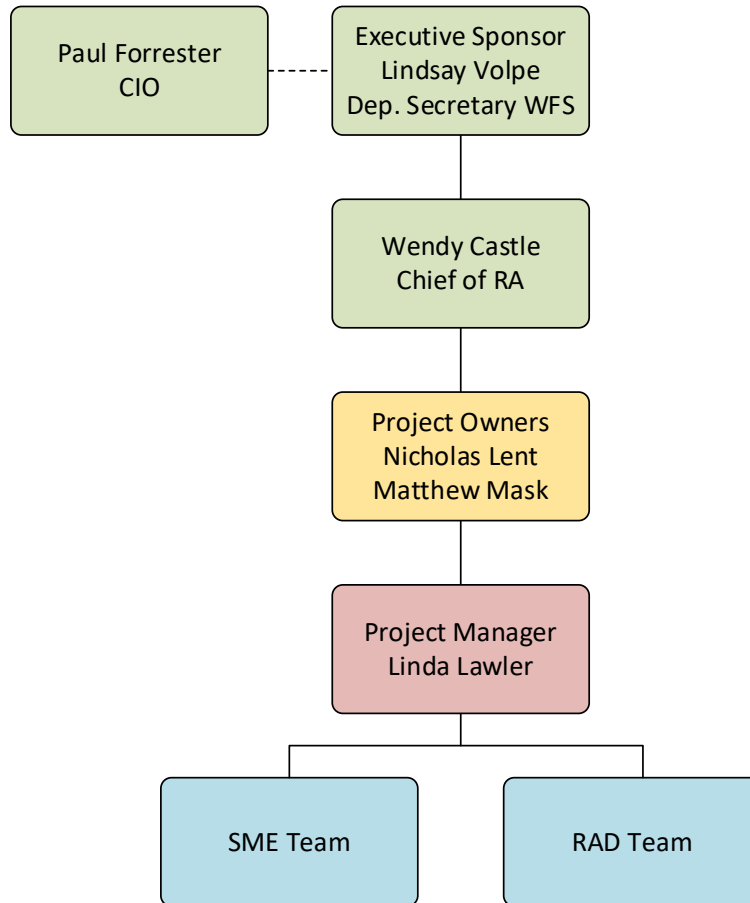 Paul Forrester
CIO
Executive Sponsor
Lindsay Volpe
Dep. Secretary WFS
Wendy Castle
Chief of RA
Project Owners
Nicholas Lent
Matthew Mask
Project Manager
Linda Lawler
SME Team
RAD Team